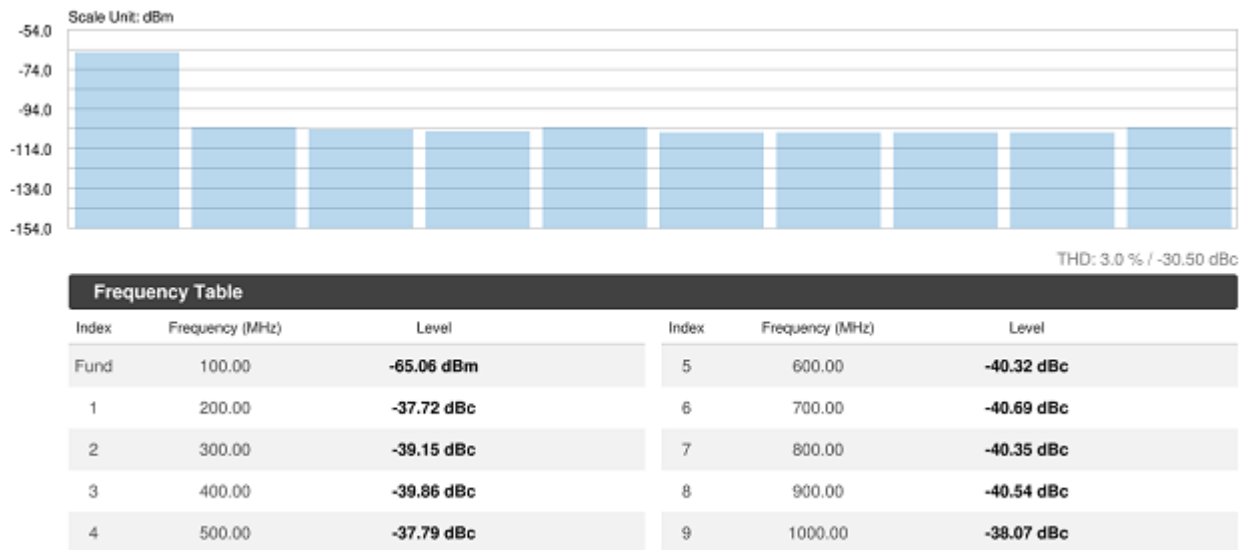 Scale Unit: dBm
-54.0
-74.0
-94.0
-114.0
-134.0
-154.0
THD: 3.0 % / -30.50 dBc
Frequency Table
Index Frequency (MHz) Level Index Frequency (MHz) Level
Fund 100.00 -65.06 dBm 5 600.00 -40.32 dBc
1 200.00 -37.72 dBc 6 700.00 -40.69 dBc
2 300.00 -39.15 dBc 7 800.00 -40.35 dBc
3 400.00 -39.86 dBc 8 900.00 -40.54 dBc
4 500.00 -37.79 dBc 9 1000.00 -38.07 dBc